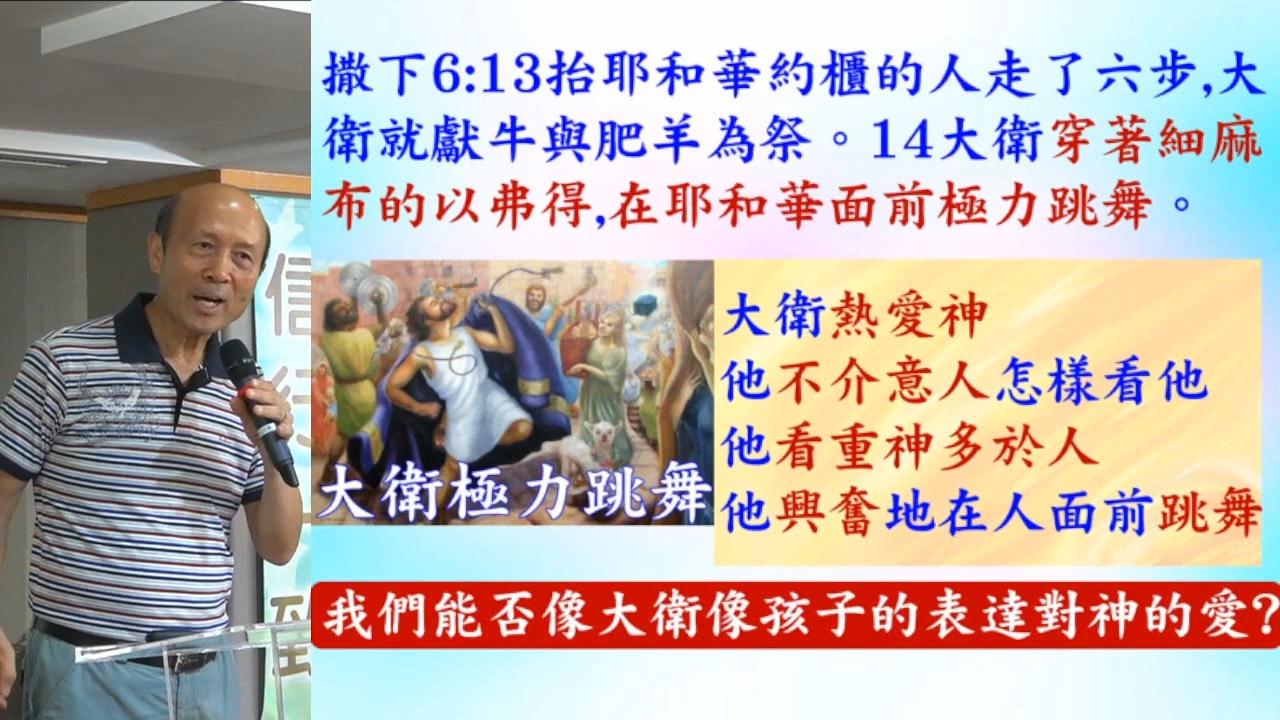 撒下6:13抬耶和華約櫃的人走了六步,大
衛就獻牛與肥羊為祭。14大衛穿著細麻
布的以弗得,在耶和華面前極力跳舞。
大衛極力跳舞
大衛熱愛神
他不介意人怎樣看他
他看重神多於人
他興奮地在人面前跳舞
我們能否像大衛像孩子的表達對神的愛?
信
行